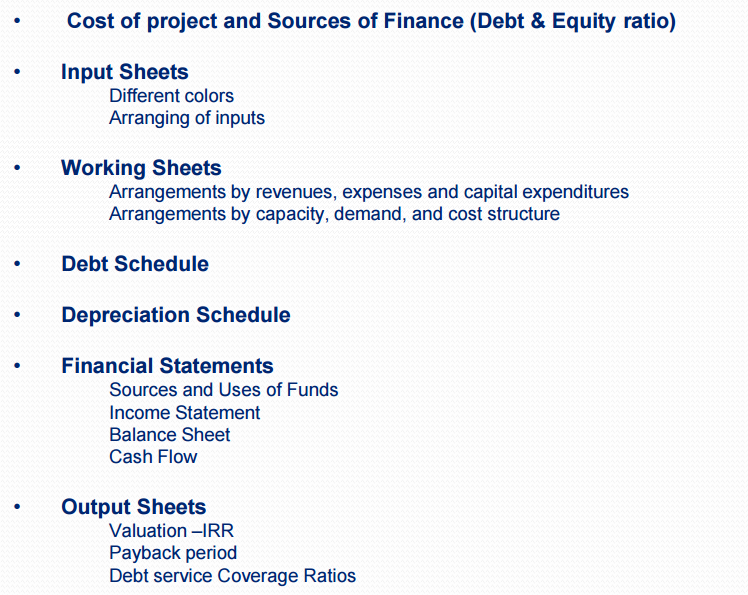 • Cost of project and Sources of Finance (Debt & Equity ratio)
• Input Sheets
Different colors
Arranging of inputs
• Working Sheets
Arrangements by revenues, expenses and capital expenditures
Arrangements by capacity, demand, and cost structure
• Debt Schedule
• Depreciation Schedule
• Financial Statements
Sources and Uses of Funds
Income Statement
Balance Sheet
Cash Flow
• Output Sheets
Valuation –IRR
Payback period
Debt service Coverage Ratios